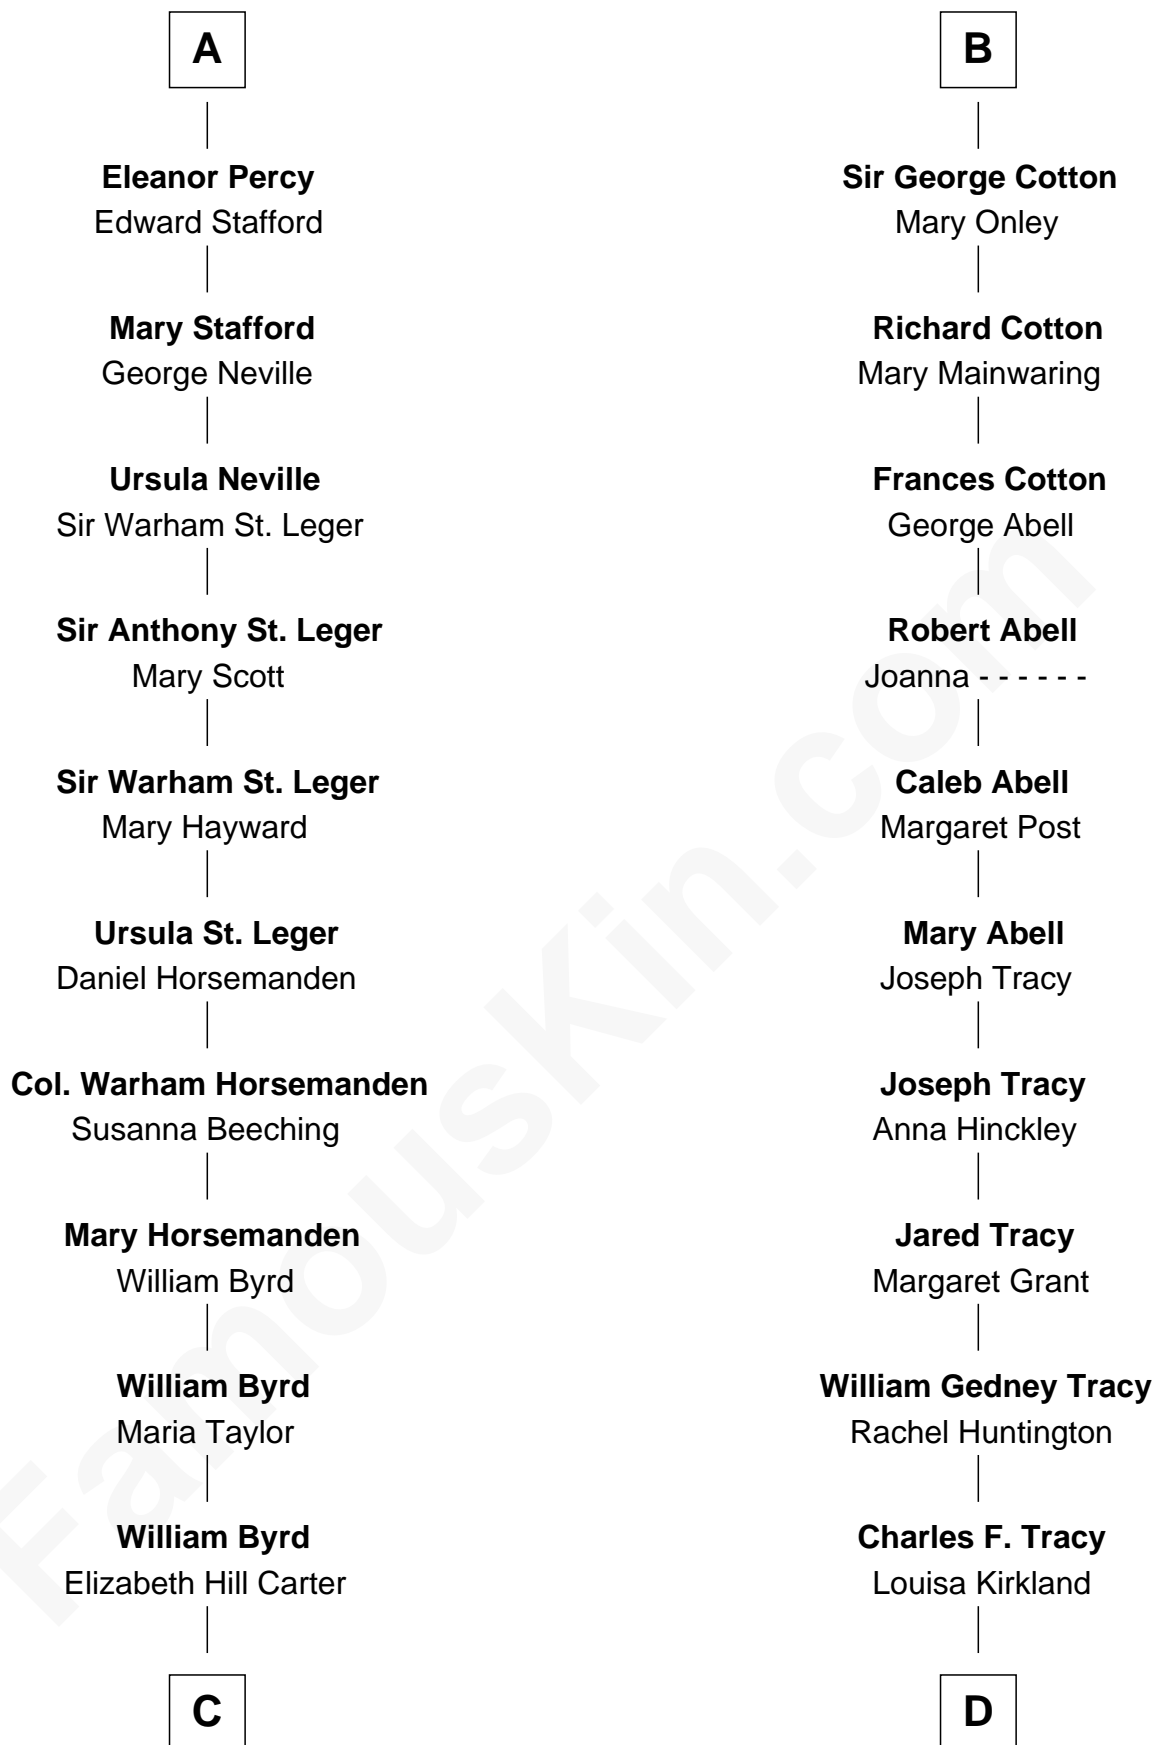 A
Eleanor Percy
Edward Stafford
Mary Stafford
George Neville
Ursula Neville
Sir Warham St. Leger
Sir Anthony St. Leger
Mary Scott
Sir Warham St. Leger
Mary Hayward
Ursula St. Leger
Daniel Horsemanden
Col. Warham Horsemanden
Susanna Beeching
Mary Horsemanden
William Byrd
William Byrd
Maria Taylor
William Byrd
Elizabeth Hill Carter
C
B
Sir George Cotton
Mary Onley
Richard Cotton
Mary Mainwaring
Frances Cotton
George Abell
Robert Abell
Joanna - - - - - -
Caleb Abell
Margaret Post
Mary Abell
Joseph Tracy
Joseph Tracy
Anna Hinckley
Jared Tracy
Margaret Grant
William Gedney Tracy
Rachel Huntington
Charles F. Tracy
Louisa Kirkland
D
FamousKin.com